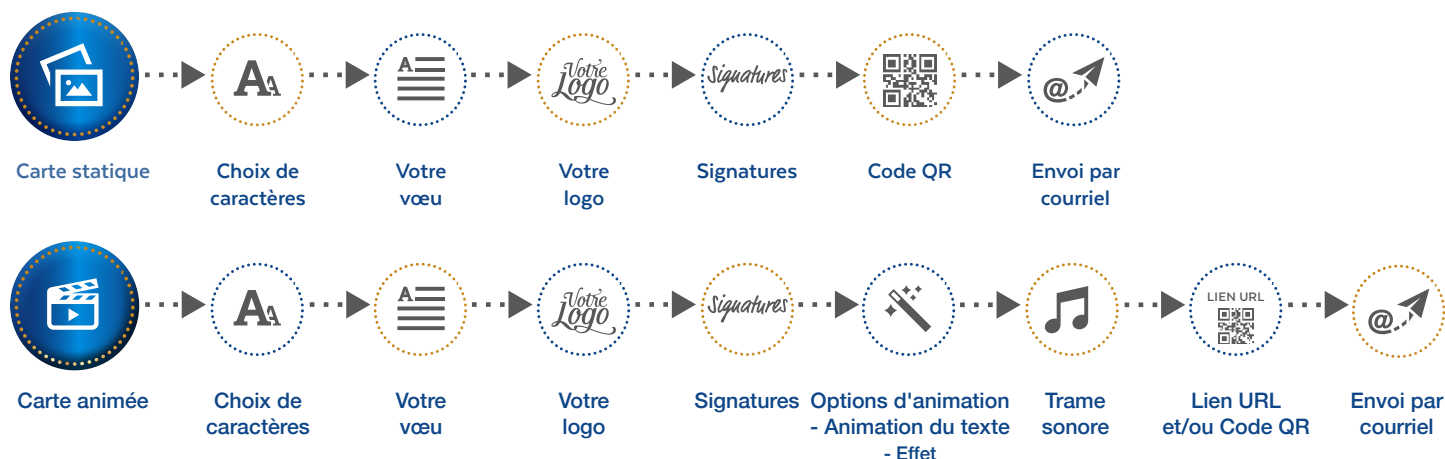 A A
A
Votre
Logo
Signatures
@
Carte statique
Choix de
caractères
Votre
vœu
Votre
logo
Signatures
Code QR
Envoi par
courriel
A A
A
Votre
Logo
Signatures
LIEN URL
@
Carte animée
Choix de
caractères
Votre
vœu
Votre
logo
Signatures
Options d'animation
- Animation du texte
- Effet
Trame
sonore
Lien URL
et/ou Code QR
Envoi par
courriel